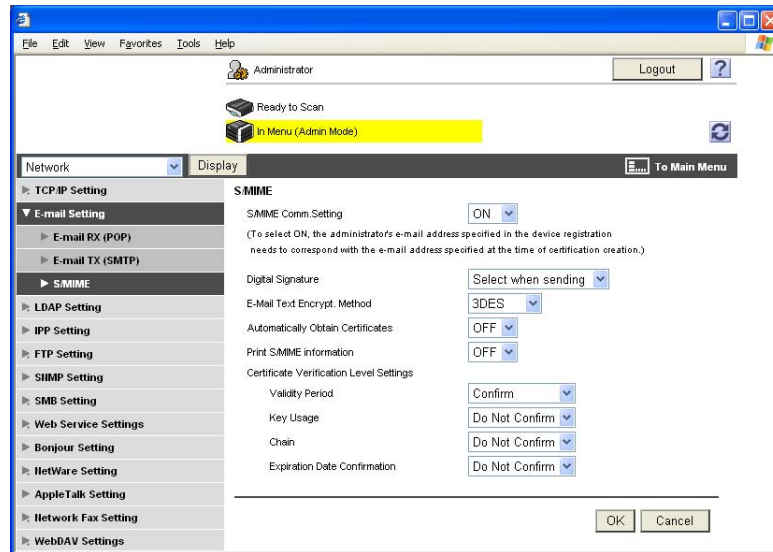 File Edit View Favorites Tools Help
Administrator
Logout
?
Ready to Scan
In Menu (Admin Mode)
Network
Display
To Main Menu
TCP/IP Setting
E-mail Setting
E-mail RX (POP)
E-mail TX (SMTP)
S/MIME
LDAP Setting
IPP Setting
FTP Setting
SNMP Setting
SMB Setting
Web Service Settings
Bonjour Setting
NetWare Setting
AppleTalk Setting
Network Fax Setting
WebDAV Settings
S/MIME
S/MIME Comm.Setting ON
(To select ON, the administrator's e-mail address specified in the device registration
needs to correspond with the e-mail address specified at the time of certification creation.)
Digital Signature Select when sending
E-Mail Text Encrypt. Method 3DES
Automatically Obtain Certificates OFF
Print S/MIME information OFF
Certificate Verification Level Settings
Validity Period Confirm
Key Usage Do Not Confirm
Chain Do Not Confirm
Expiration Date Confirmation Do Not Confirm
OK Cancel